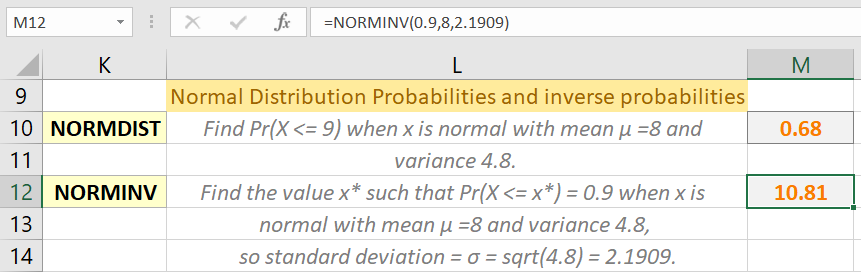 M12 fx =NORMINV(0.9,8,2.1909)
K L M
9 Normal Distribution Probabilities and inverse probabilities
10 NORMDIST Find Pr(X <= 9) when x is normal with mean µ =8 and 0.68
11 variance 4.8.
12 NORMINV Find the value x* such that Pr(X <= x*) = 0.9 when x is 10.81
13 normal with mean µ =8 and variance 4.8,
14 so standard deviation = σ = sqrt(4.8) = 2.1909.